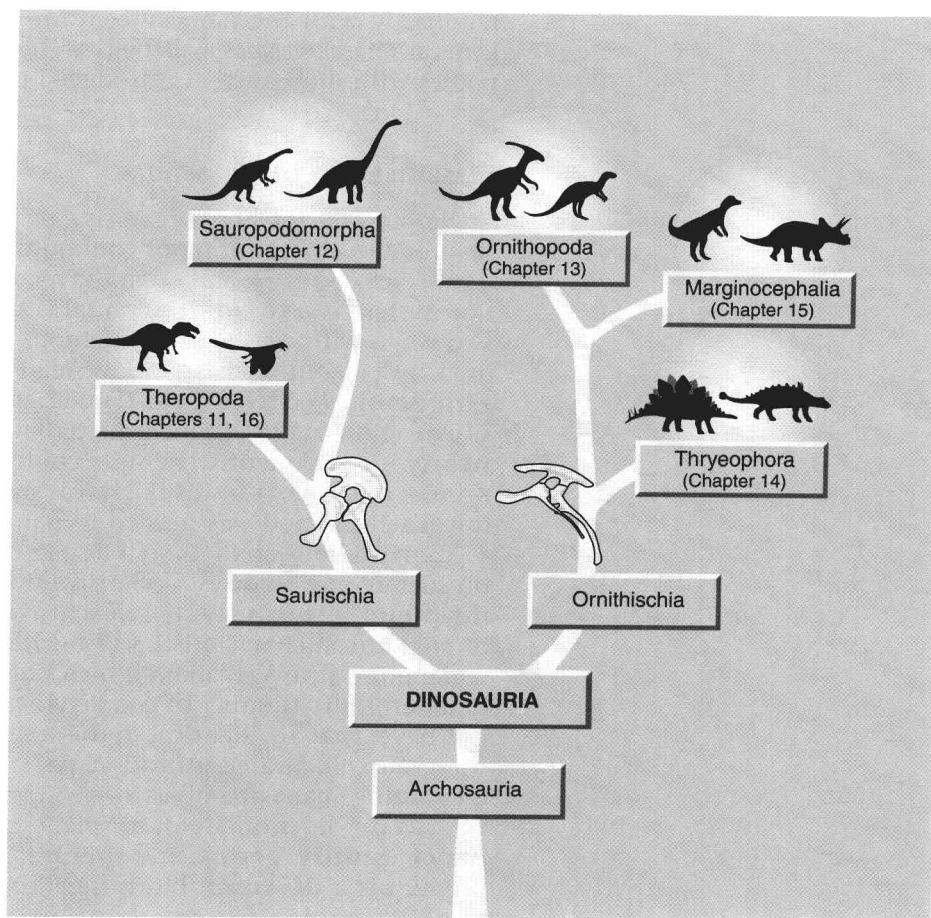 Sauropodomorpha
(Chapter 12)
Ornithopoda
(Chapter 13)
Marginocephalia
(Chapter 15)
Theropoda
(Chapters 11, 16)
Thryeophora
(Chapter 14)
Saurischia
Ornithischia
DINOSAURIA
Archosauria